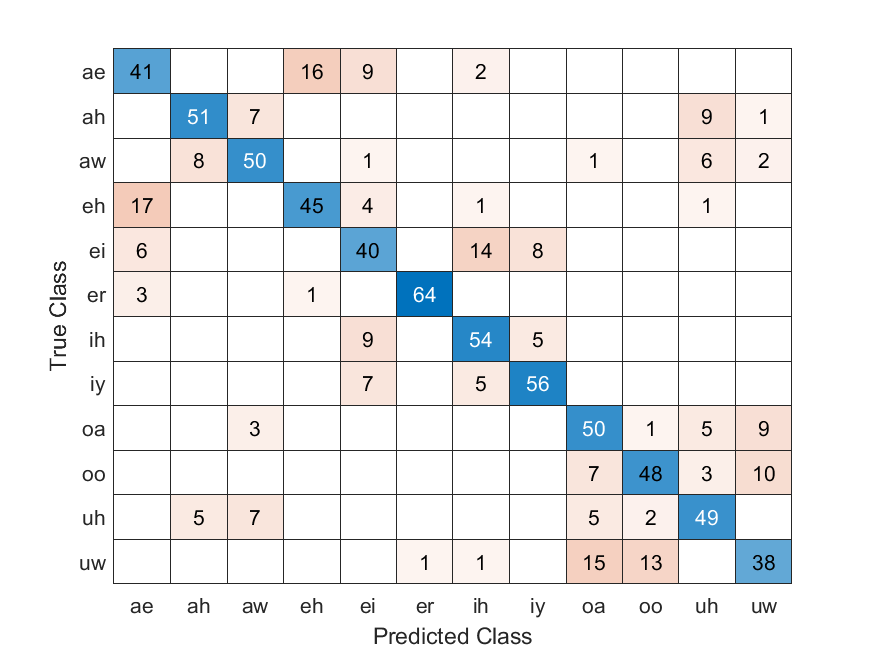 ae 41 16 9 2
ah 51 7 9 1
aw 8 50 1 1 6 2
eh 17 45 4 1 1
ei 6 40 14 8
er 3 1 64
ih 9 54 5
iy 7 5 56
oa 3 50 1 5 9
oo 7 48 3 10
uh 5 7 5 2 49
uw 1 1 15 13 38
ae ah aw eh ei er ih iy oa oo uh uw
Predicted Class
True Class